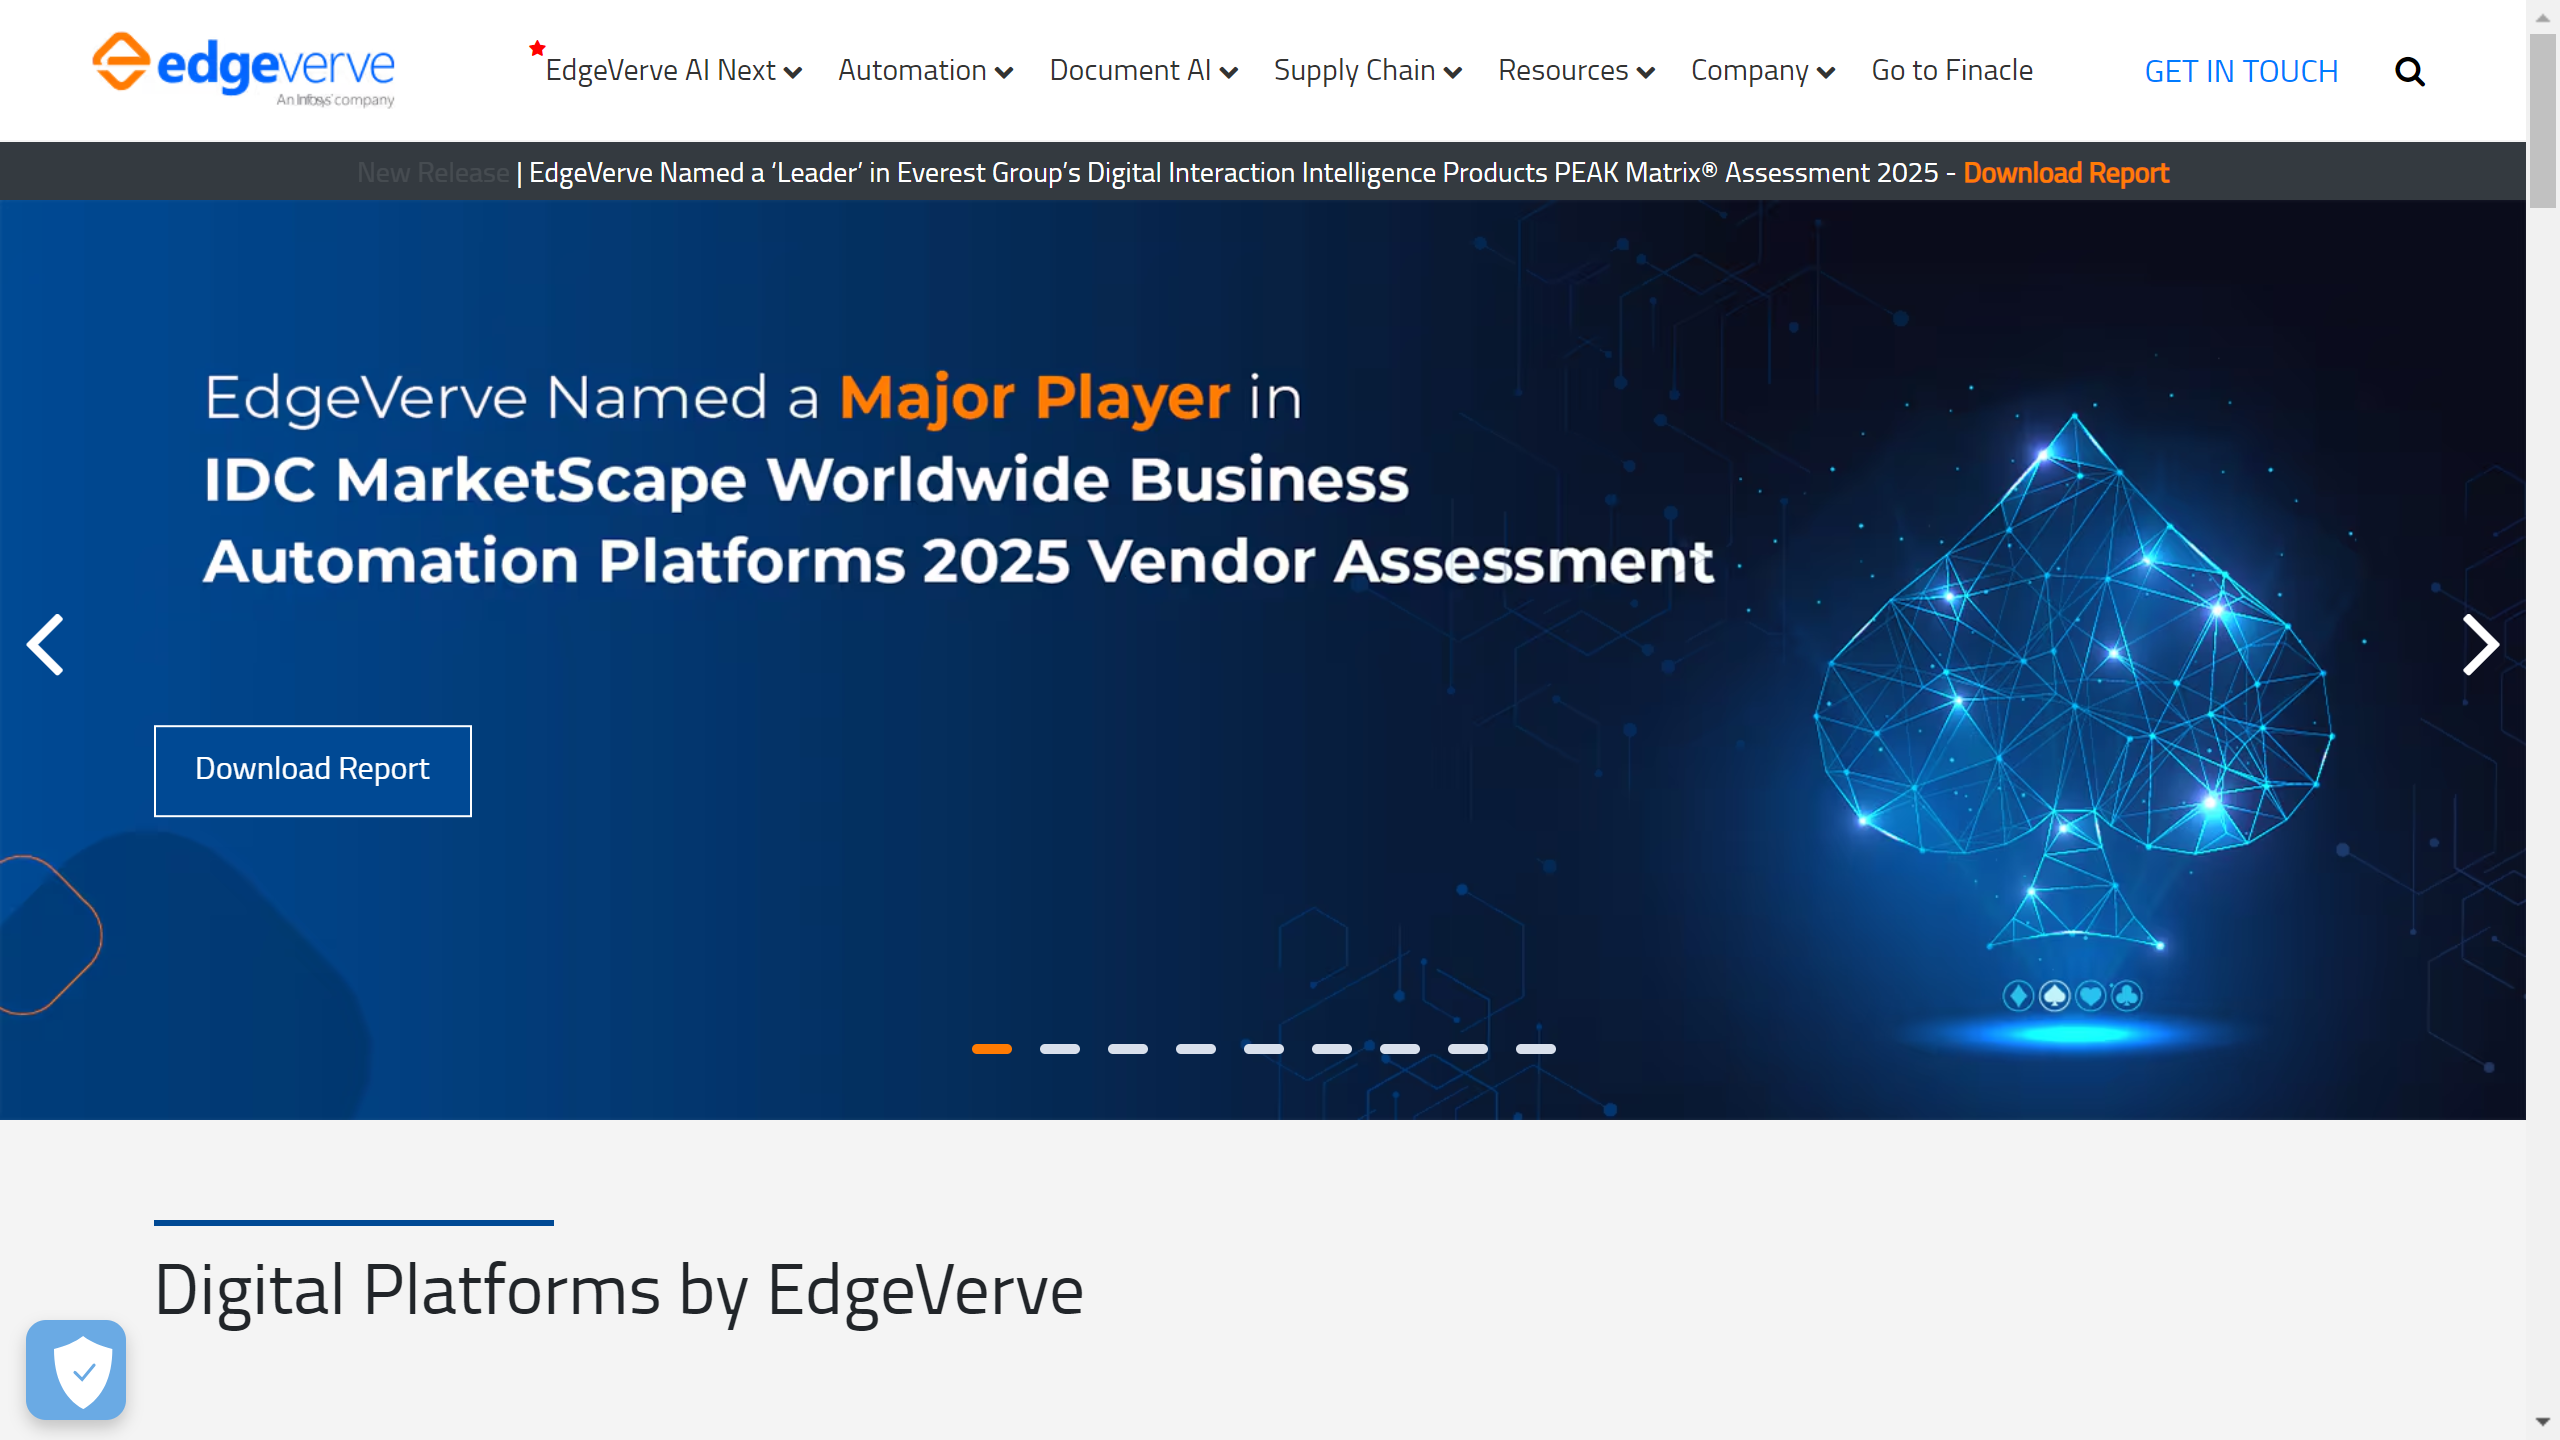 edgeverve
An Infosys company
EdgeVerve AI Next
Automation
Document AI
Supply Chain
Resources
Company
Go to Finacle
GET IN TOUCH
New Release | EdgeVerve Named a ‘Leader’ in Everest Group’s Digital Interaction Intelligence Products PEAK Matrix® Assessment 2025 - Download Report
EdgeVerve Named a Major Player in
IDC MarketScape Worldwide Business
Automation Platforms 2025 Vendor Assessment
Download Report
Digital Platforms by EdgeVerve